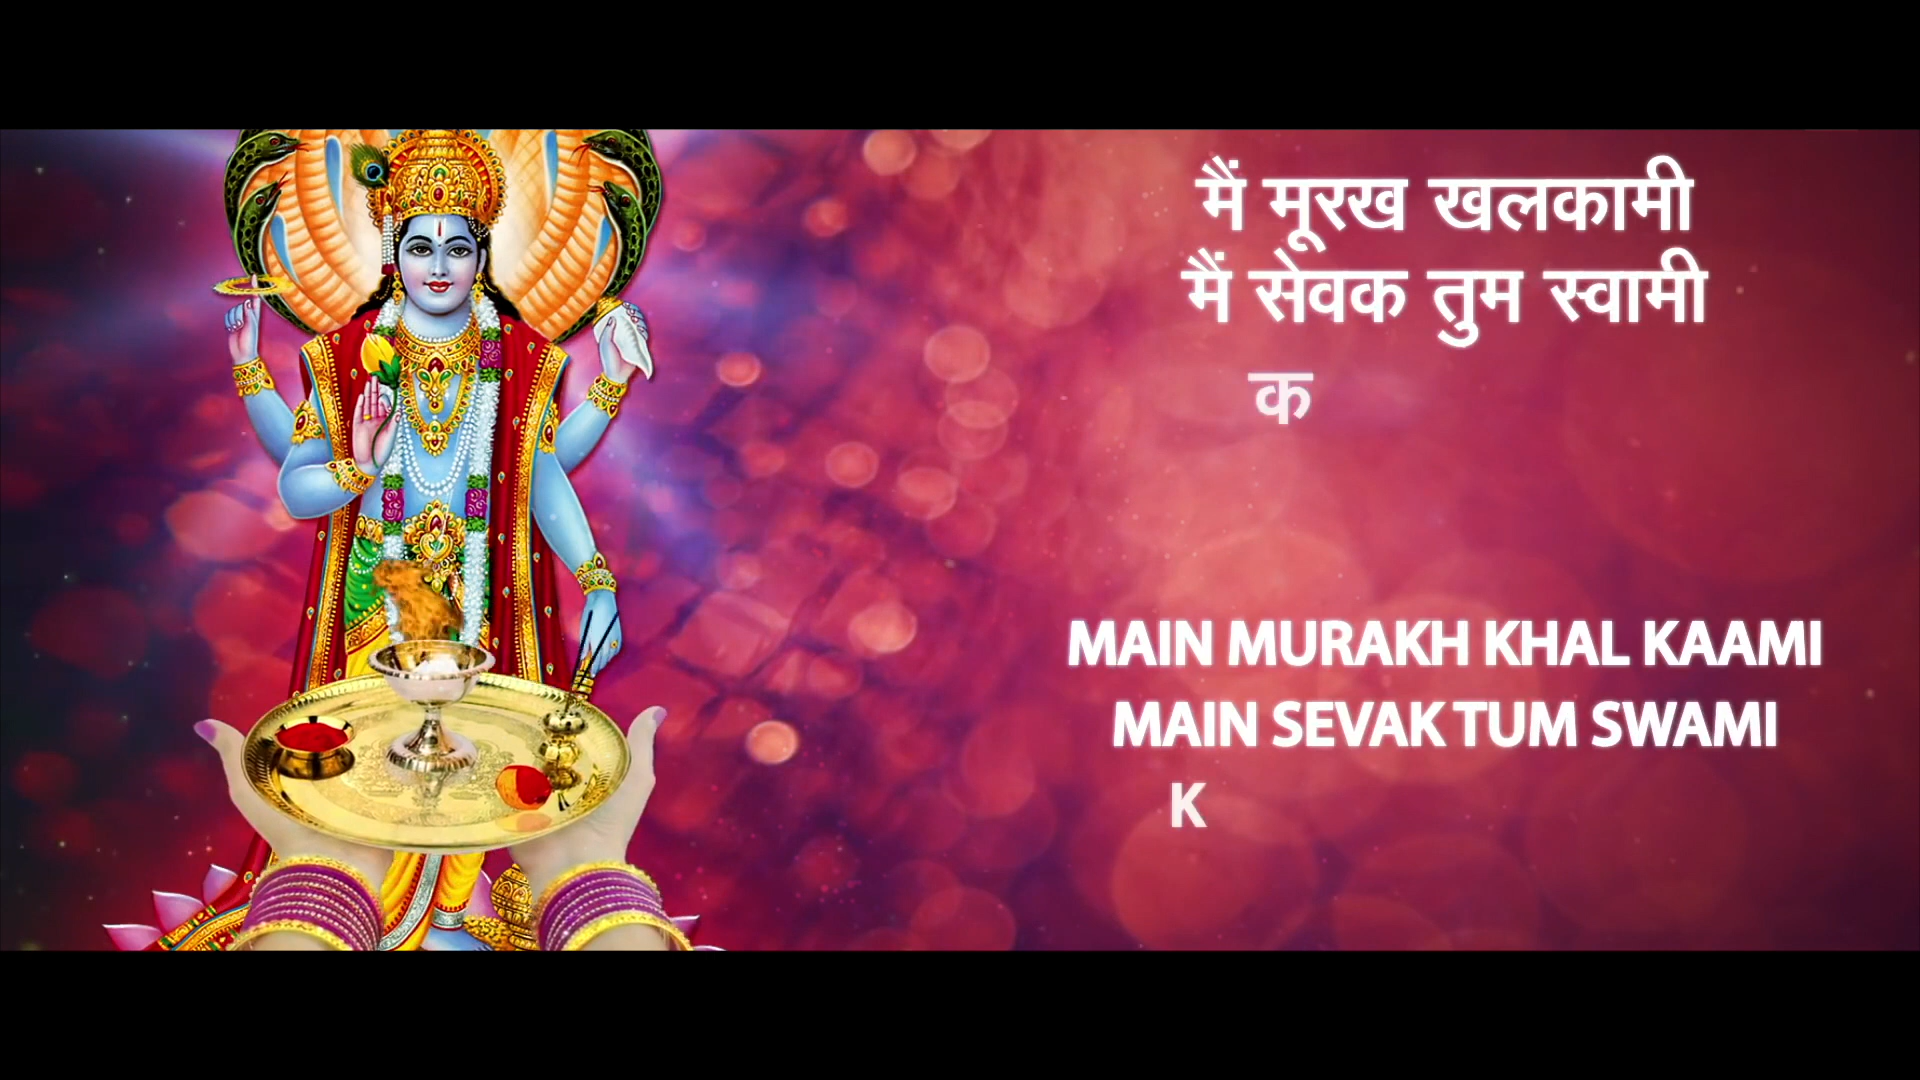 मैं मूरख खलकामी
मैं सेवक तुम स्वामी
क
MAIN MURAKH KHAL KAAMI
MAIN SEVAK TUM SWAMI
K